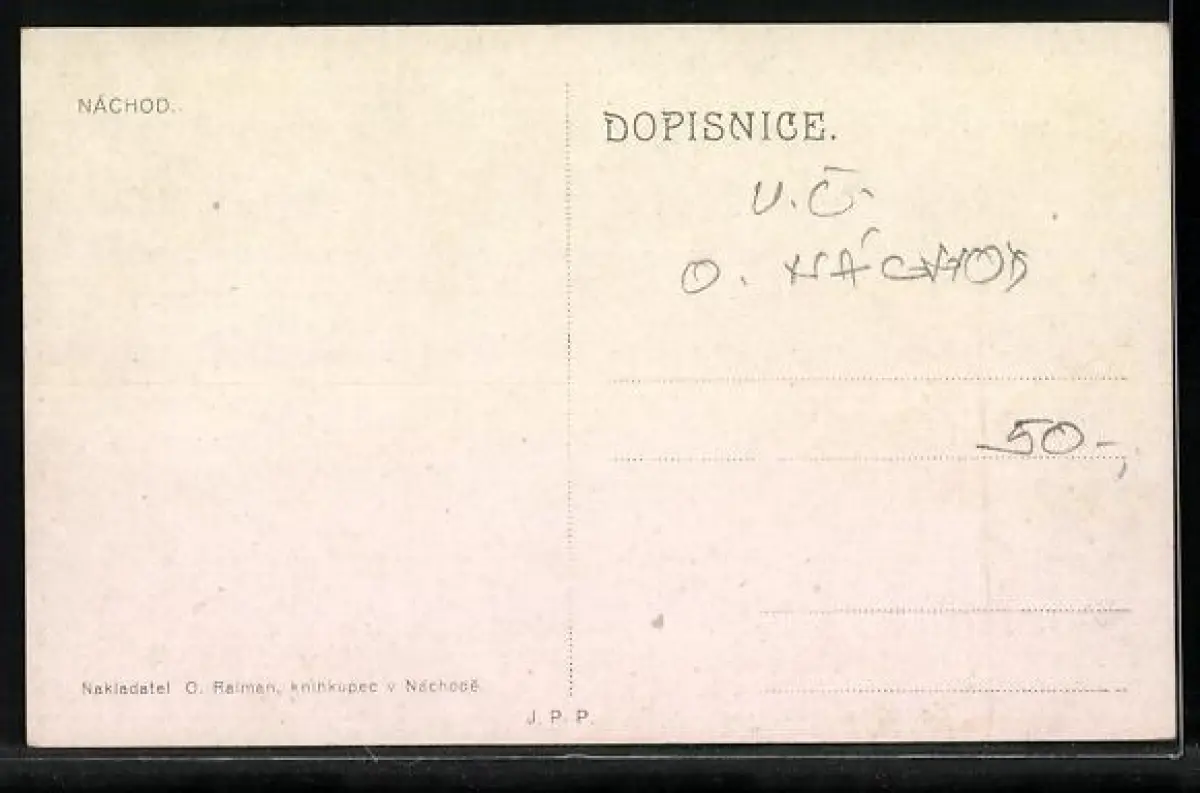 NÁCHOD.
DOPISNICE.
V.Č.
O. NÁCHOD
50-,
Nakladatel O. Raiman, knihkupec v Náchodě.
J. P. P.